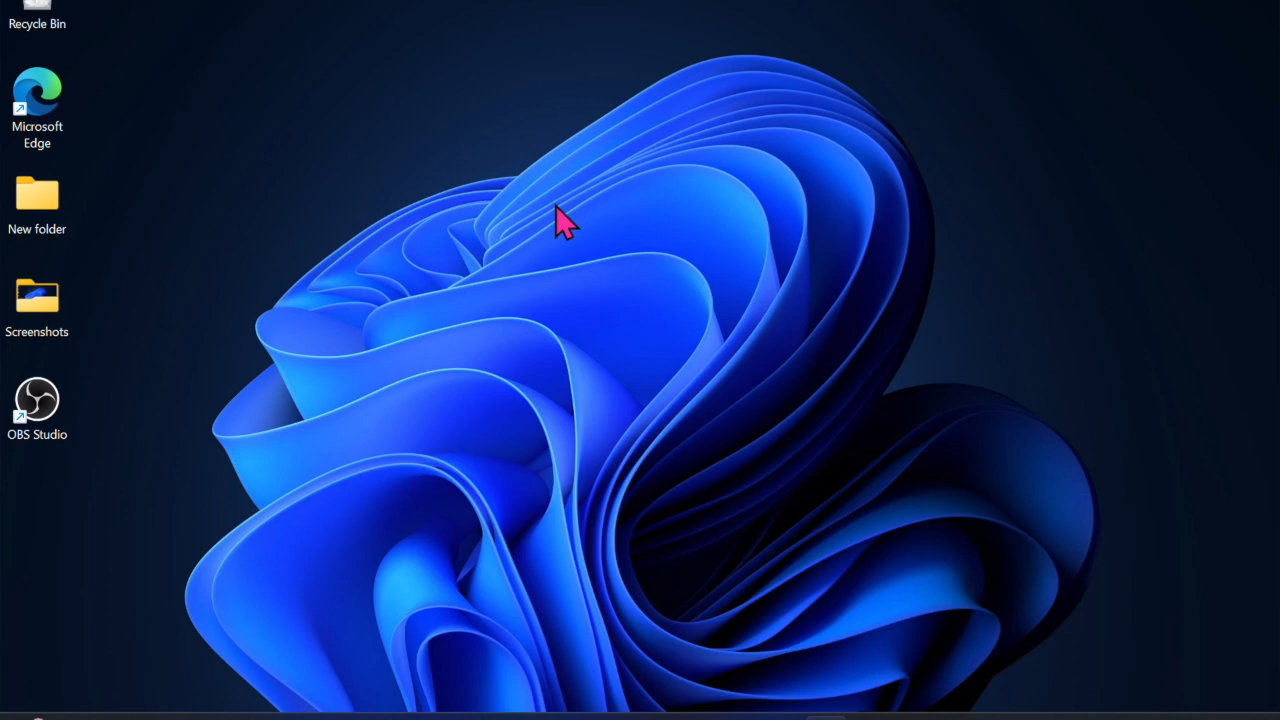 Recycle Bin
Microsoft
Edge
New folder
Screenshots
OBS Studio